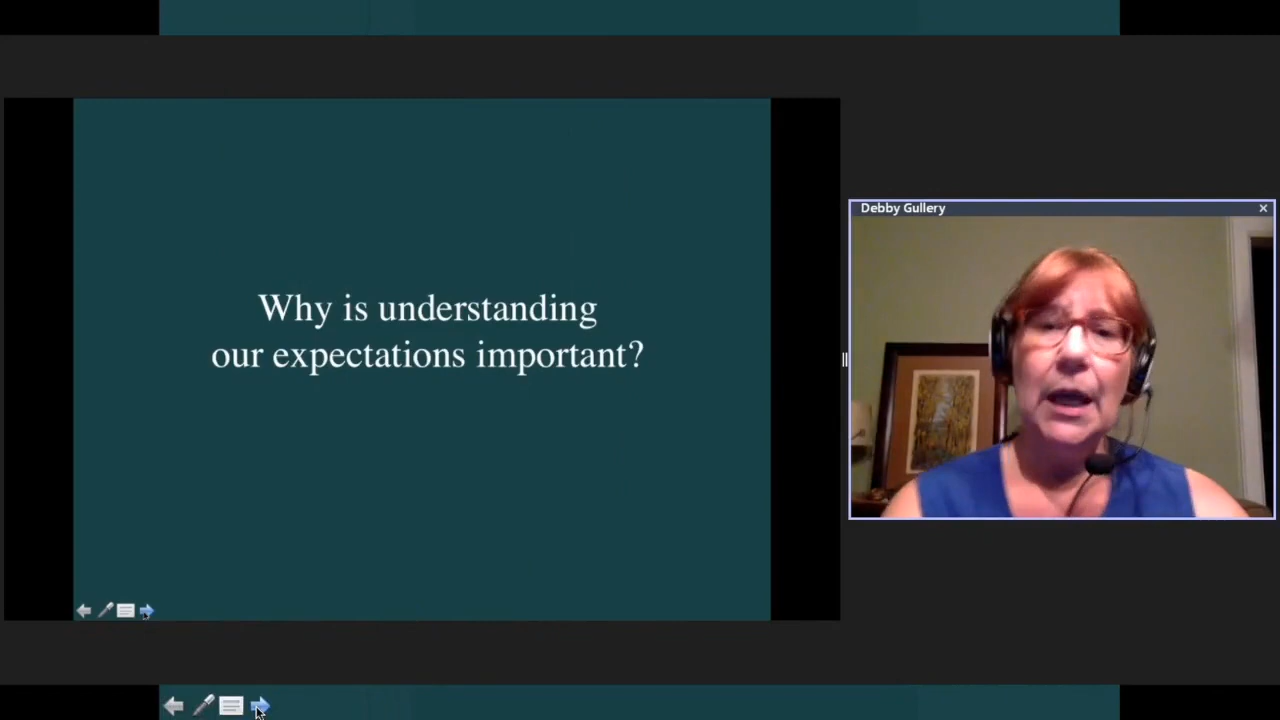 Why is understanding
our expectations important?
Debby Gullery